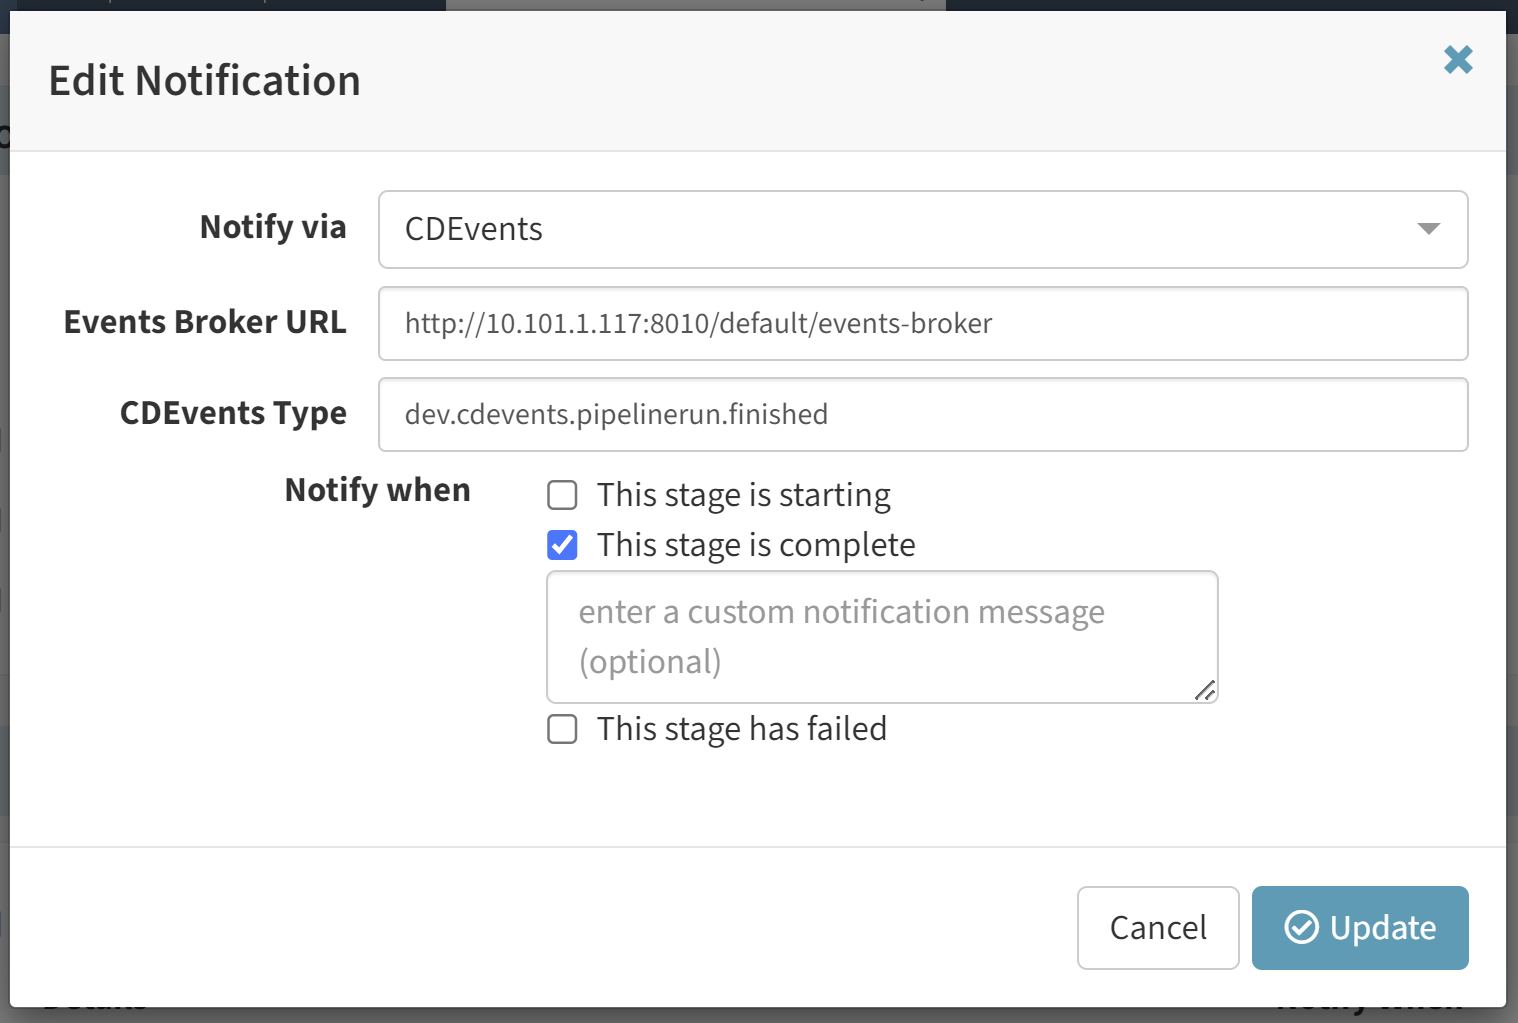 Edit Notification
Notify via
CDEvents
Events Broker URL
http://10.101.1.117:8010/default/events-broker
CDEvents Type
dev.cdevents.pipelinerun.finished
Notify when
This stage is starting
This stage is complete
enter a custom notification message
(optional)
This stage has failed
Cancel
Update